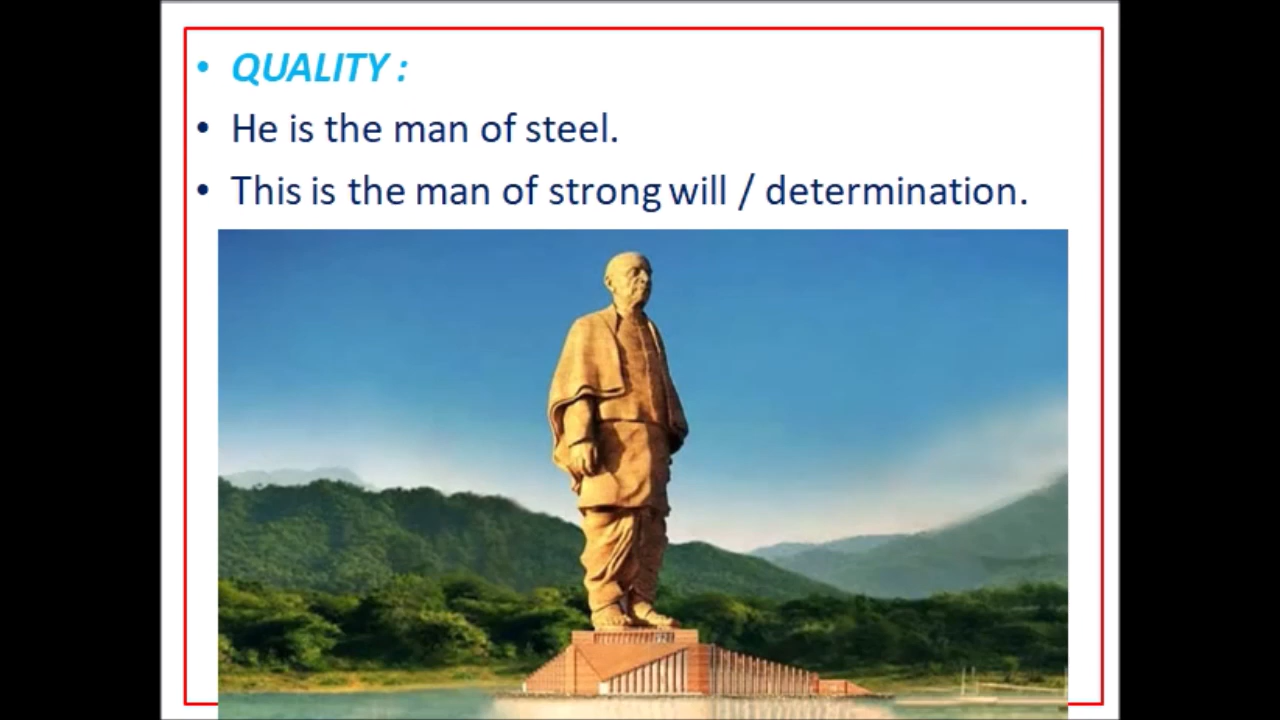 • QUALITY :
• He is the man of steel.
• This is the man of strong will / determination.